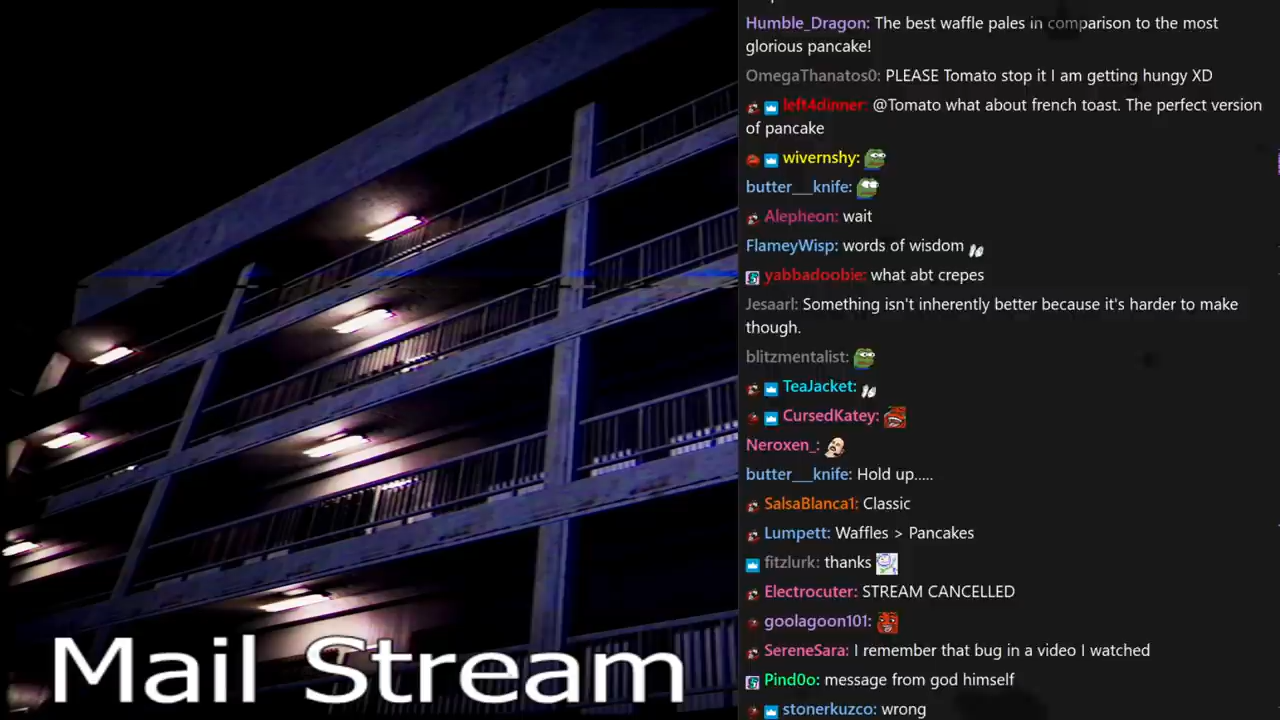 Humble_Dragon: The best waffle pales in comparison to the most
glorious pancake!
OmegaThanatos0: PLEASE Tomato stop it I am getting hungy XD
left4dinner: @Tomato what about french toast. The perfect version
of pancake
wivernshy:
butter__knife:
Alepheon: wait
FlameyWisp: words of wisdom
yabbadoobie: what abt crepes
Jesaarl: Something isn't inherently better because it's harder to make
though.
blitzmentalist:
TeaJacket:
CursedKatey:
Neroxen_:
butter__knife: Hold up.....
SalsaBlanca1: Classic
Lumpett: Waffles > Pancakes
fitzlurk: thanks
Electrocuter: STREAM CANCELLED
goolagoon101:
SereneSara: I remember that bug in a video I watched
Pind0o: message from god himself
stonerkuzco: wrong
Mail Stream